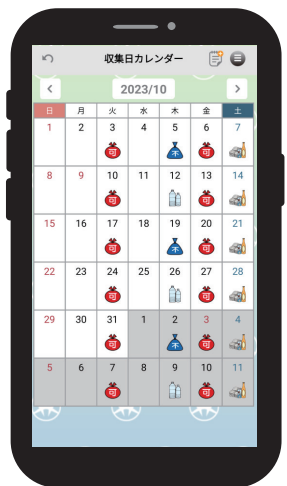 収集日カレンダー
< 2023/10 >
日 月 火 水 木 金 土
1 2 3 4 5 6 7
可 不 可
8 9 10 11 12 13 14
可 可
15 16 17 18 19 20 21
可 不 可
22 23 24 25 26 27 28
可 可
29 30 31 1 2 3 4
可 不 可
5 6 7 8 9 10 11
可 可